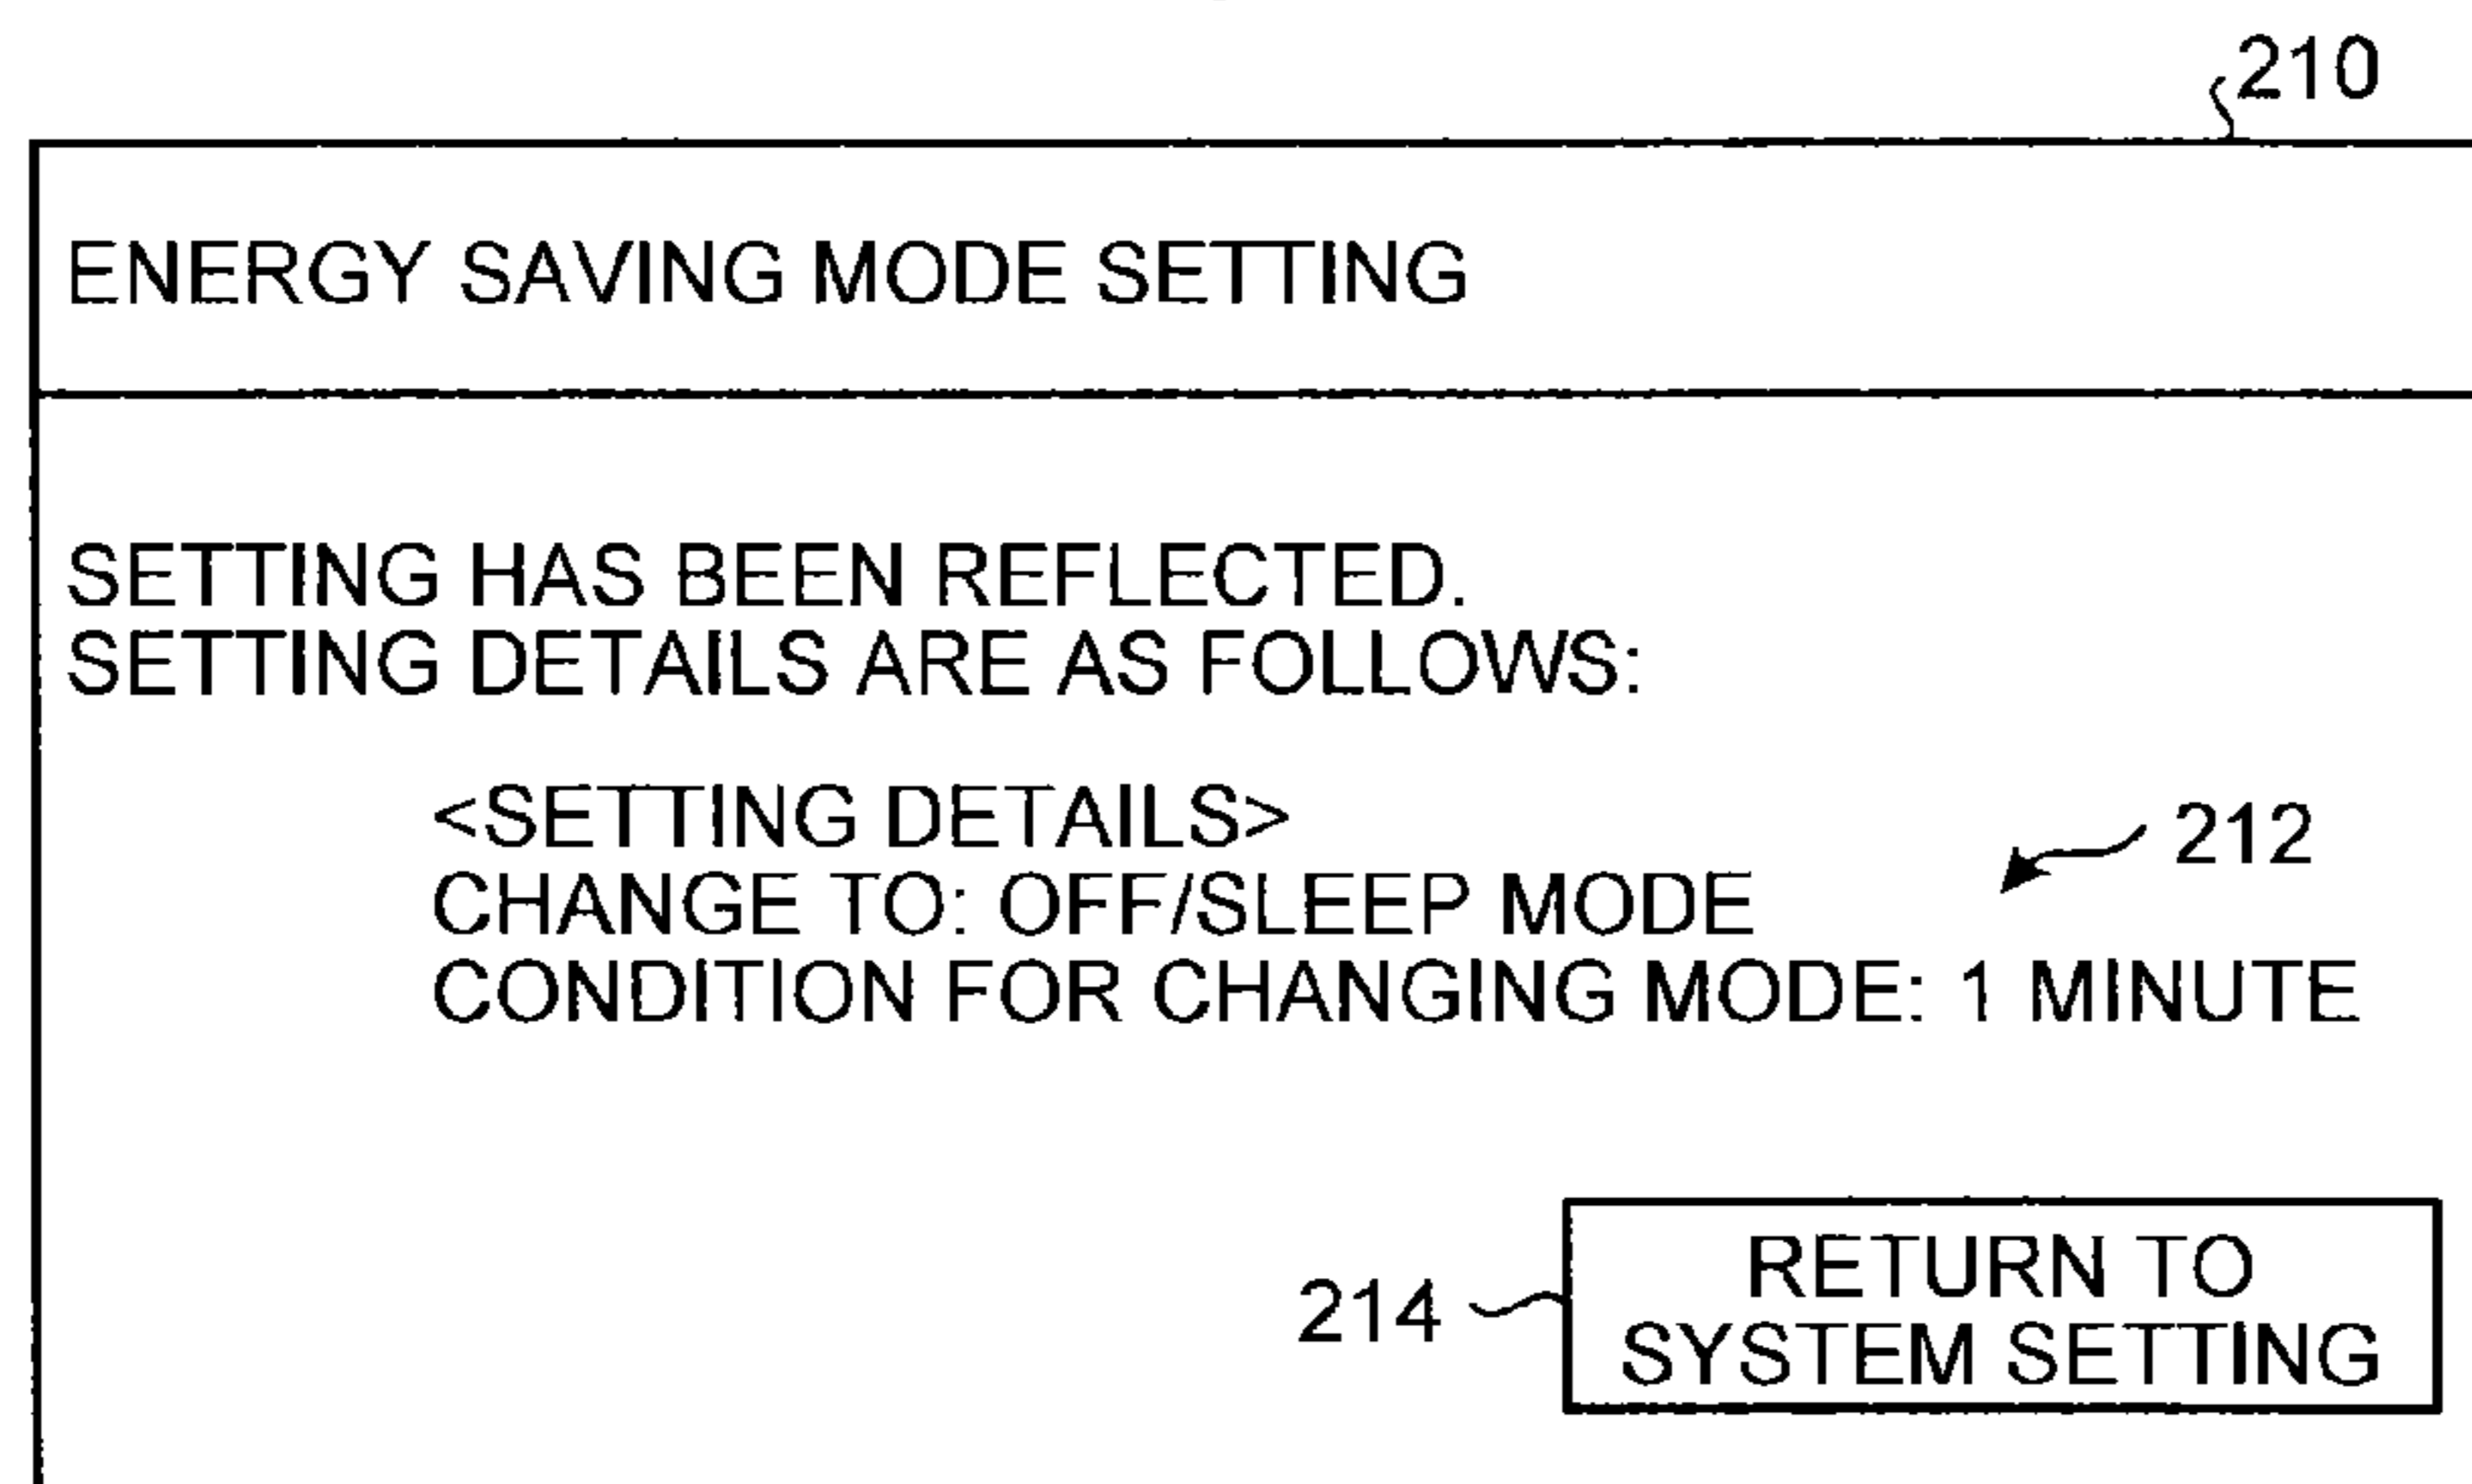 210
ENERGY SAVING MODE SETTING
SETTING HAS BEEN REFLECTED.
SETTING DETAILS ARE AS FOLLOWS:
<SETTING DETAILS>
212
CHANGE TO: OFF/SLEEP MODE
CONDITION FOR CHANGING MODE: 1 MINUTE
214
RETURN TO
SYSTEM SETTING